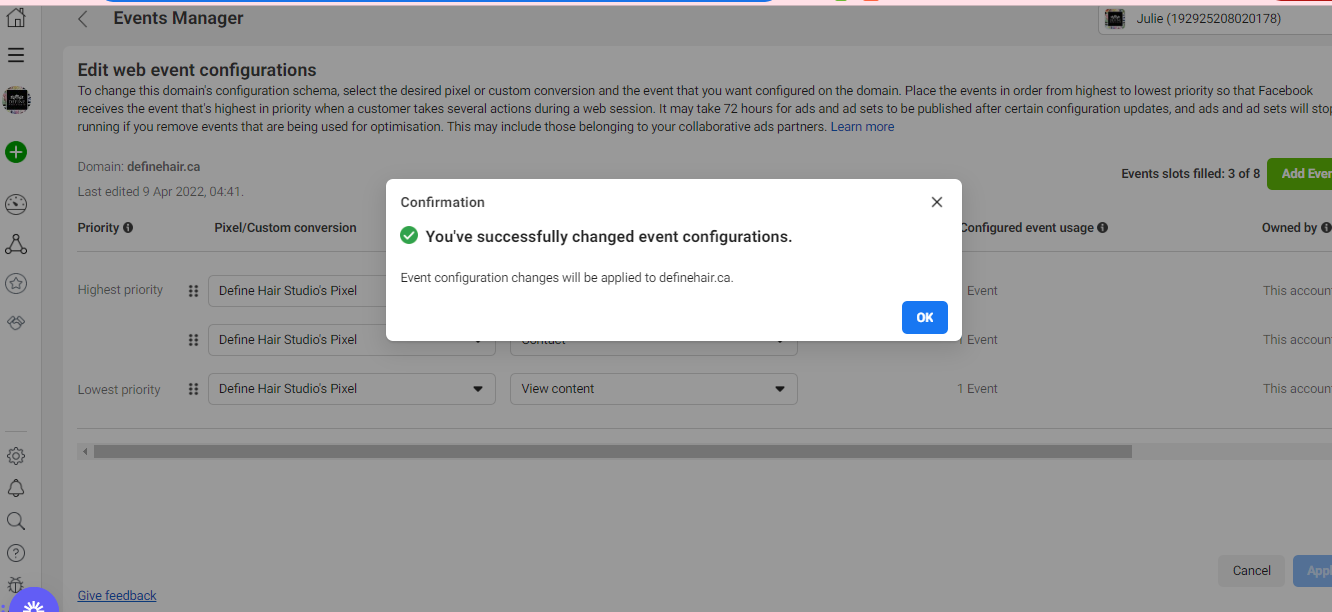 Events Manager
Julie (192925208020178)
Edit web event configurations
To change this domain's configuration schema, select the desired pixel or custom conversion and the event that you want configured on the domain. Place the events in order from highest to lowest priority so that Facebook
receives the event that's highest in priority when a customer takes several actions during a web session. It may take 72 hours for ads and ad sets to be published after certain configuration updates, and ads and ad sets will stop
running if you remove events that are being used for optimisation. This may include those belonging to your collaborative ads partners. Learn more
Domain: definehair.ca
Last edited 9 Apr 2022, 04:41.
Events slots filled: 3 of 8
Add Ever
Confirmation
You've successfully changed event configurations.
Event configuration changes will be applied to definehair.ca.
OK
Priority
Pixel/Custom conversion
Configured event usage
Owned by
Highest priority
Define Hair Studio's Pixel
Event
This accoun
Define Hair Studio's Pixel
Contact
1 Event
This accoun
Lowest priority
Define Hair Studio's Pixel
View content
1 Event
This accoun
Cancel
Appl
Give feedback